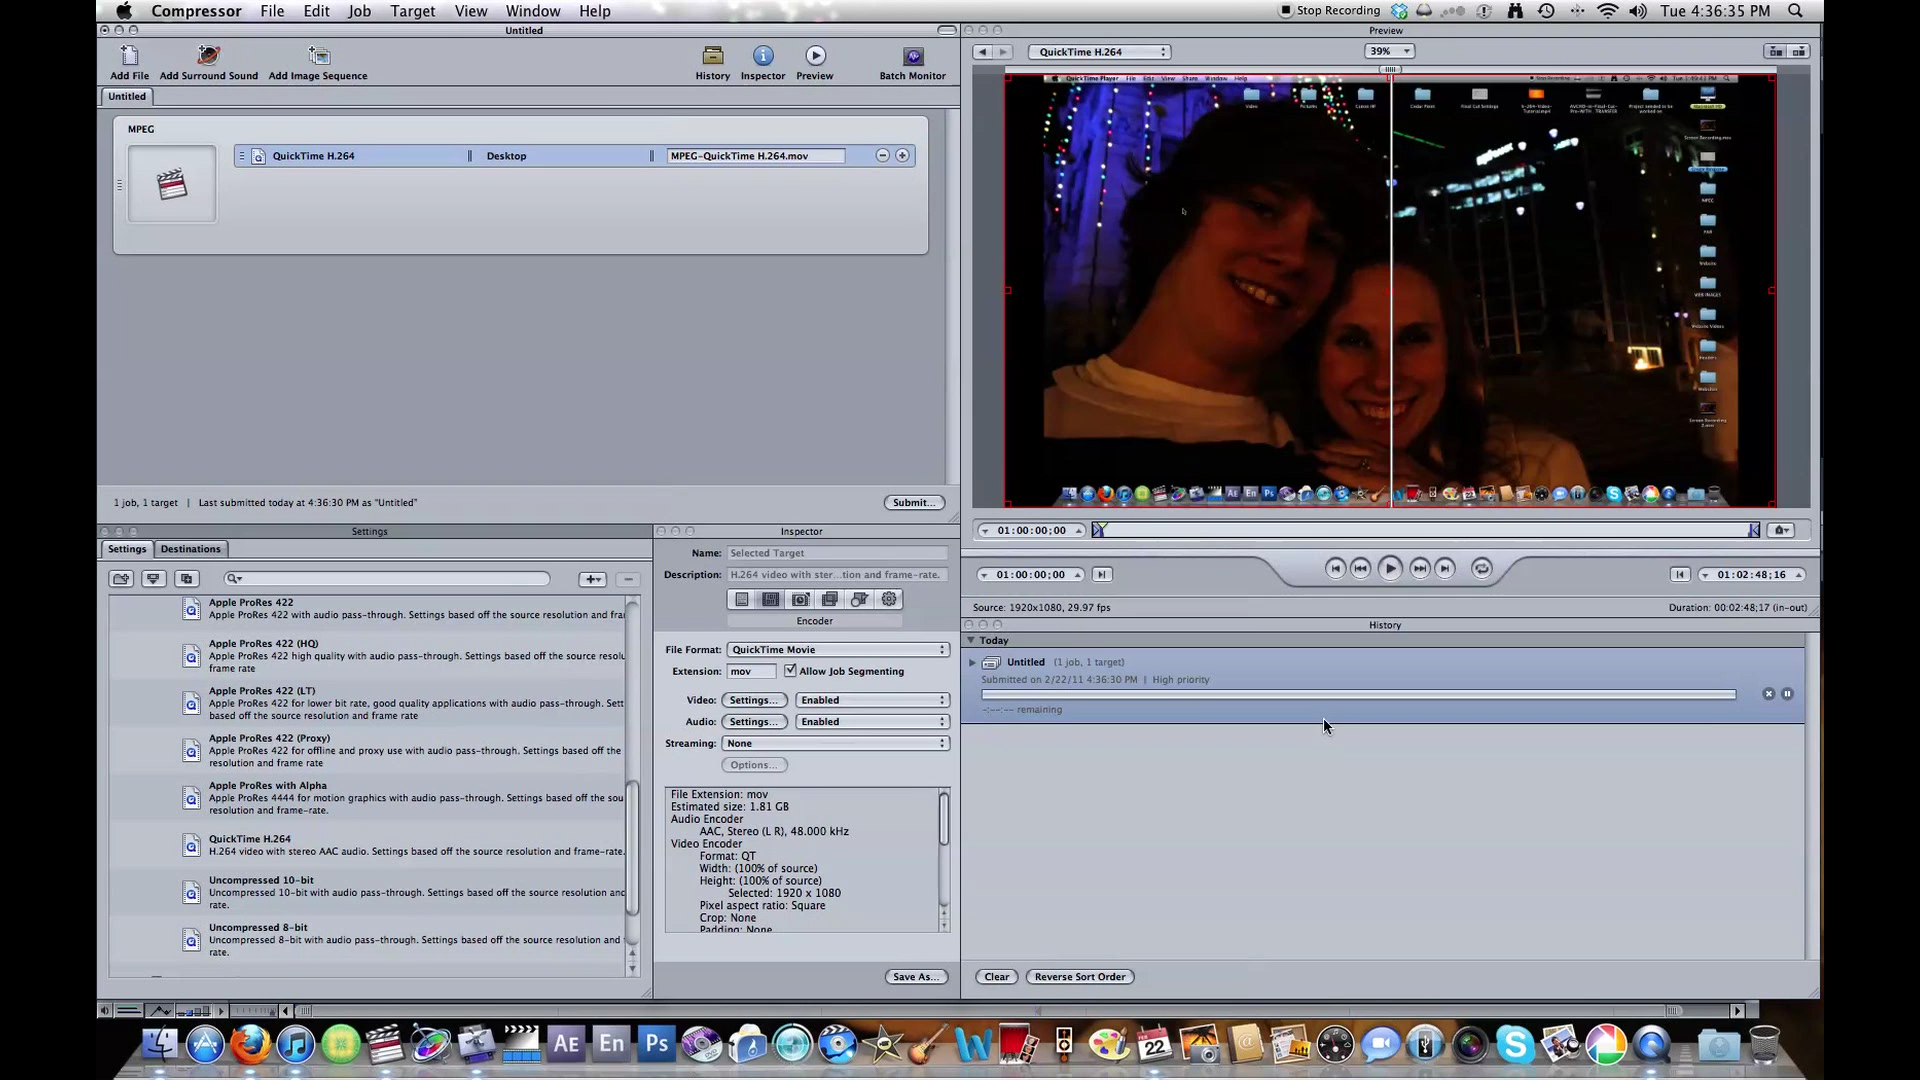 Compressor File Edit Job Target View Window Help
Stop Recording
Tue 4:36:35 PM
Untitled
Add File
Add Surround Sound
Add Image Sequence
History
Inspector
Preview
Batch Monitor
Untitled
MPEG
QuickTime H.264
Desktop
MPEG-QuickTime H.264.mov
1 job, 1 target | Last submitted today at 4:36:30 PM as "Untitled"
Submit...
Preview
QuickTime H.264
39%
QuickTime Player File Edit View Share Window Help
01:00:00;00
01:00:00;00
01:02:48;16
Source: 1920x1080, 29.97 fps
Duration: 00:02:48;17 (in-out)
Settings
Settings
Destinations
Apple ProRes 422
Apple ProRes 422 with audio pass-through. Settings based off the source resolution and fra
Apple ProRes 422 (HQ)
Apple ProRes 422 high quality with audio pass-through. Settings based off the source resolu
frame rate
Apple ProRes 422 (LT)
Apple ProRes 422 for lower bit rate, good quality applications with audio pass-through. Sett
based off the source resolution and frame rate
Apple ProRes 422 (Proxy)
Apple ProRes 422 for offline and proxy use with audio pass-through. Settings based off the
source resolution and frame rate
Apple ProRes with Alpha
Apple ProRes 4444 for motion graphics with audio pass-through. Settings based off the sou
resolution and frame-rate.
QuickTime H.264
H.264 video with stereo AAC audio. Settings based off the source resolution and frame-rate.
Uncompressed 10-bit
Uncompressed 10-bit with audio pass-through. Settings based off the source resolution and
rate.
Uncompressed 8-bit
Uncompressed 8-bit with audio pass-through. Settings based off the source resolution and
rate.
Inspector
Name: Selected Target
Description: H.264 video with ster...tion and frame-rate.
Encoder
File Format: QuickTime Movie
Extension: mov Allow Job Segmenting
Video: Settings... Enabled
Audio: Settings... Enabled
Streaming: None
Options...
File Extension: mov
Estimated size: 1.81 GB
Audio Encoder
AAC, Stereo (L R), 48.000 kHz
Video Encoder
Format: QT
Width: (100% of source)
Height: (100% of source)
Selected: 1920 x 1080
Pixel aspect ratio: Square
Crop: None
Padding: None
Save As...
History
Today
Untitled (1 job, 1 target)
Submitted on 2/22/11 4:36:30 PM | High priority
-:--:-- remaining
Clear
Reverse Sort Order
AE
En
Ps
FEB
22